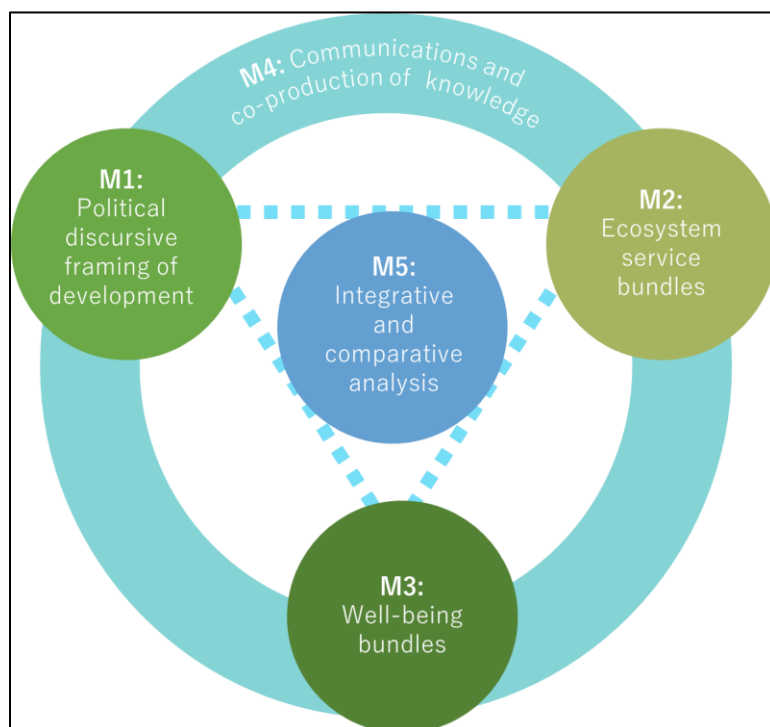 M4: Communications and
co-production of knowledge
M1:
Political
discursive
framing of
development
M2:
Ecosystem
service
bundles
M5:
Integrative
and
comparative
analysis
M3:
Well-being
bundles